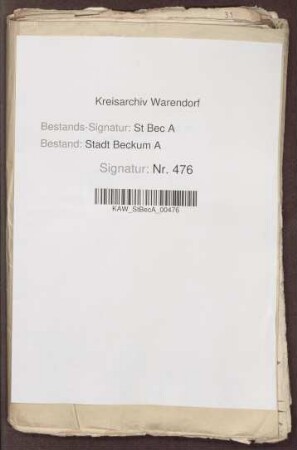 Kreisarchiv Warendorf
Bestands-Signatur: St Bec A
Bestand: Stadt Beckum A
Signatur: Nr. 476
KAW_StBecA_00476